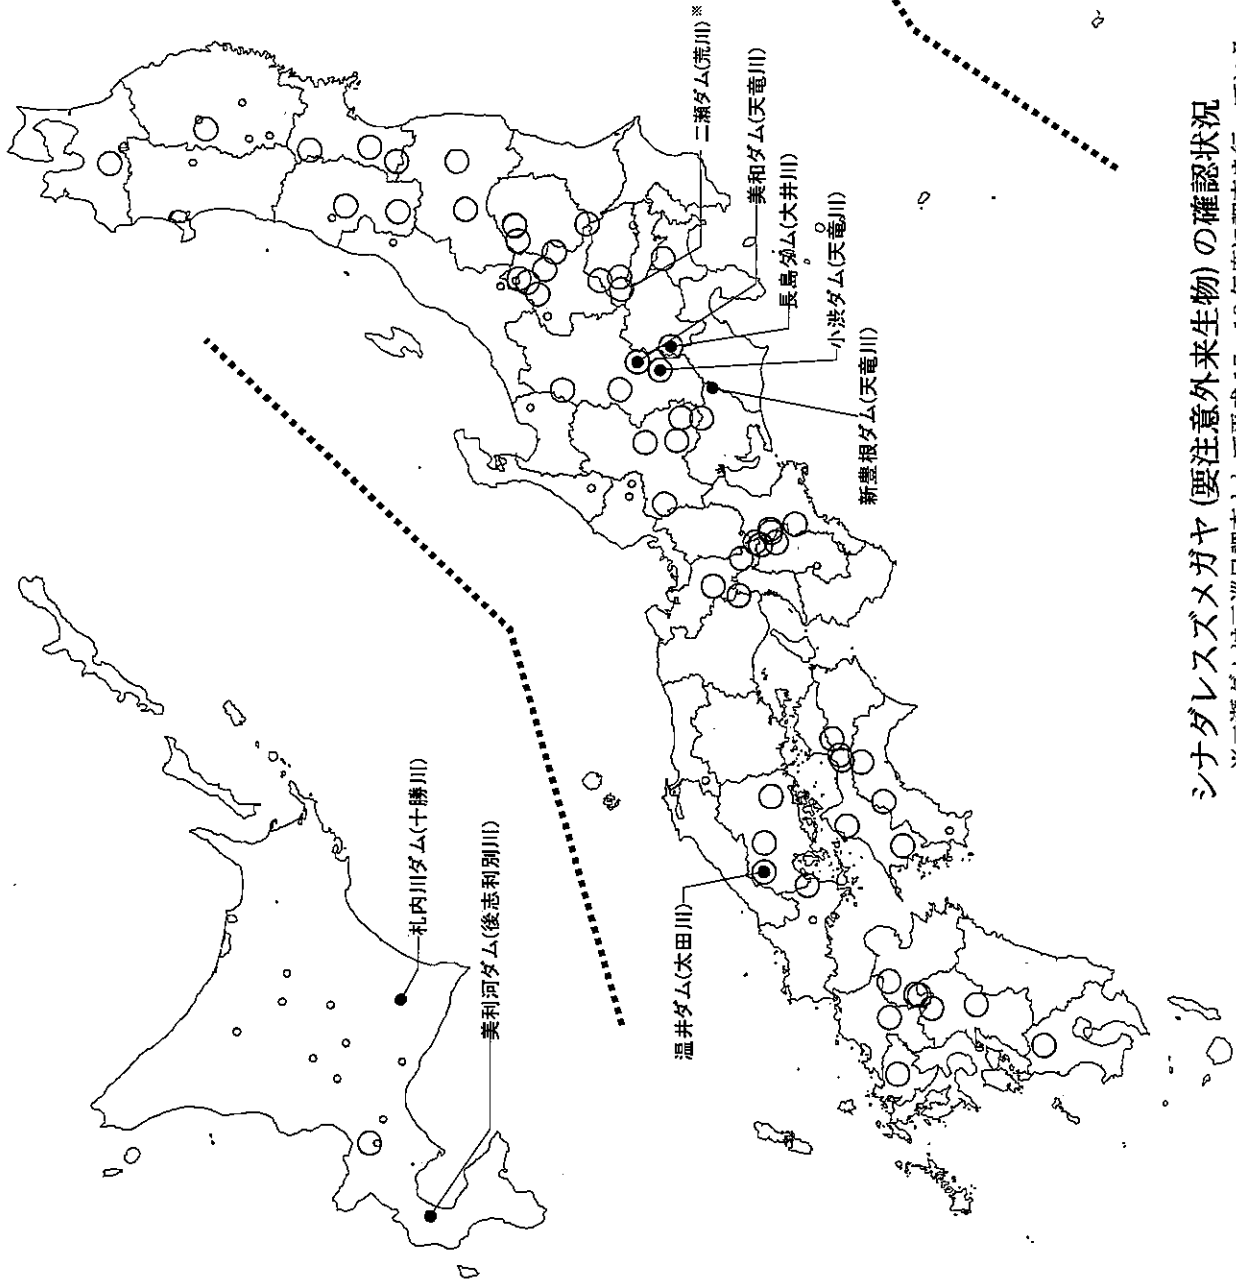 札内川ダム(十勝川)
美利河ダム(後志利別川)
温井ダム(太田川)
二瀬ダム(荒川)※
美和ダム(天竜川)
長島ダム(大井川)
小渋ダム(天竜川)
新豊根ダム(天竜川)
シナダレスズメガヤ (要注意外来生物) の確認状況